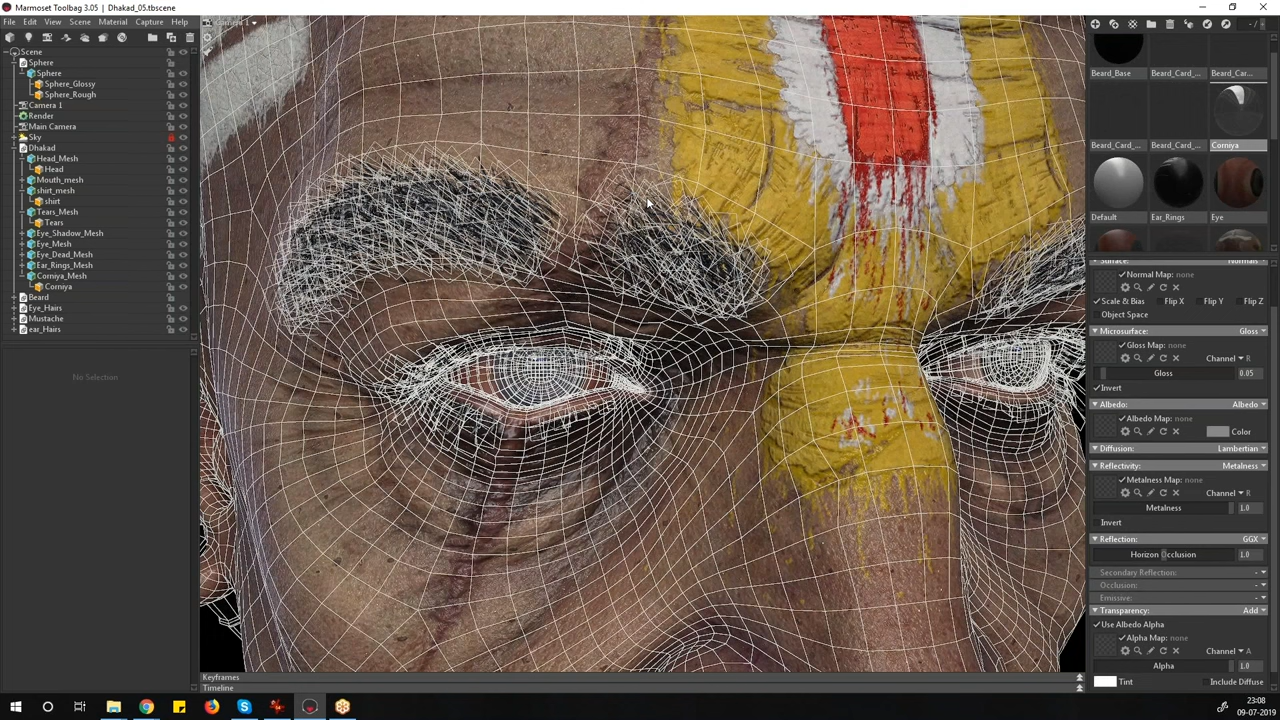 Marmoset Toolbag 3.05 | Dhakad_05.tbscene
File Edit View Scene Material Capture Help
Scene
Sphere
Sphere
Sphere_Glossy
Sphere_Rough
Camera 1
Render
Main Camera
Sky
Dhakad
Head_Mesh
Head
Mouth_mesh
shirt_mesh
shirt
Tears_Mesh
Tears
Eye_Shadow_Mesh
Eye_Mesh
Eye_Dead_Mesh
Ear_Rings_Mesh
Corniya_Mesh
Corniya
Beard
Eye_Hairs
Mustache
ear_Hairs
No Selection
Keyframes
Timeline
Beard_Base Beard_Card_... Beard_Car...
Beard_Card_... Beard_Card_... Corniya
Default Ear_Rings Eye
Surface: Normals
Normal Map: none
Scale & Bias Flip X Flip Y Flip Z
Object Space
Microsurface: Gloss
Gloss Map: none
Channel R
Gloss 0.05
Invert
Albedo: Albedo
Albedo Map: none
Color
Diffusion: Lambertian
Reflectivity: Metalness
Metalness Map: none
Channel R
Metalness 1.0
Invert
Reflection: GGX
Horizon Occlusion 1.0
Secondary Reflection: -
Occlusion: -
Emissive: -
Transparency: Add
Use Albedo Alpha
Alpha Map: none
Channel A
Alpha 1.0
Tint Include Diffuse
23:08
09-07-2019